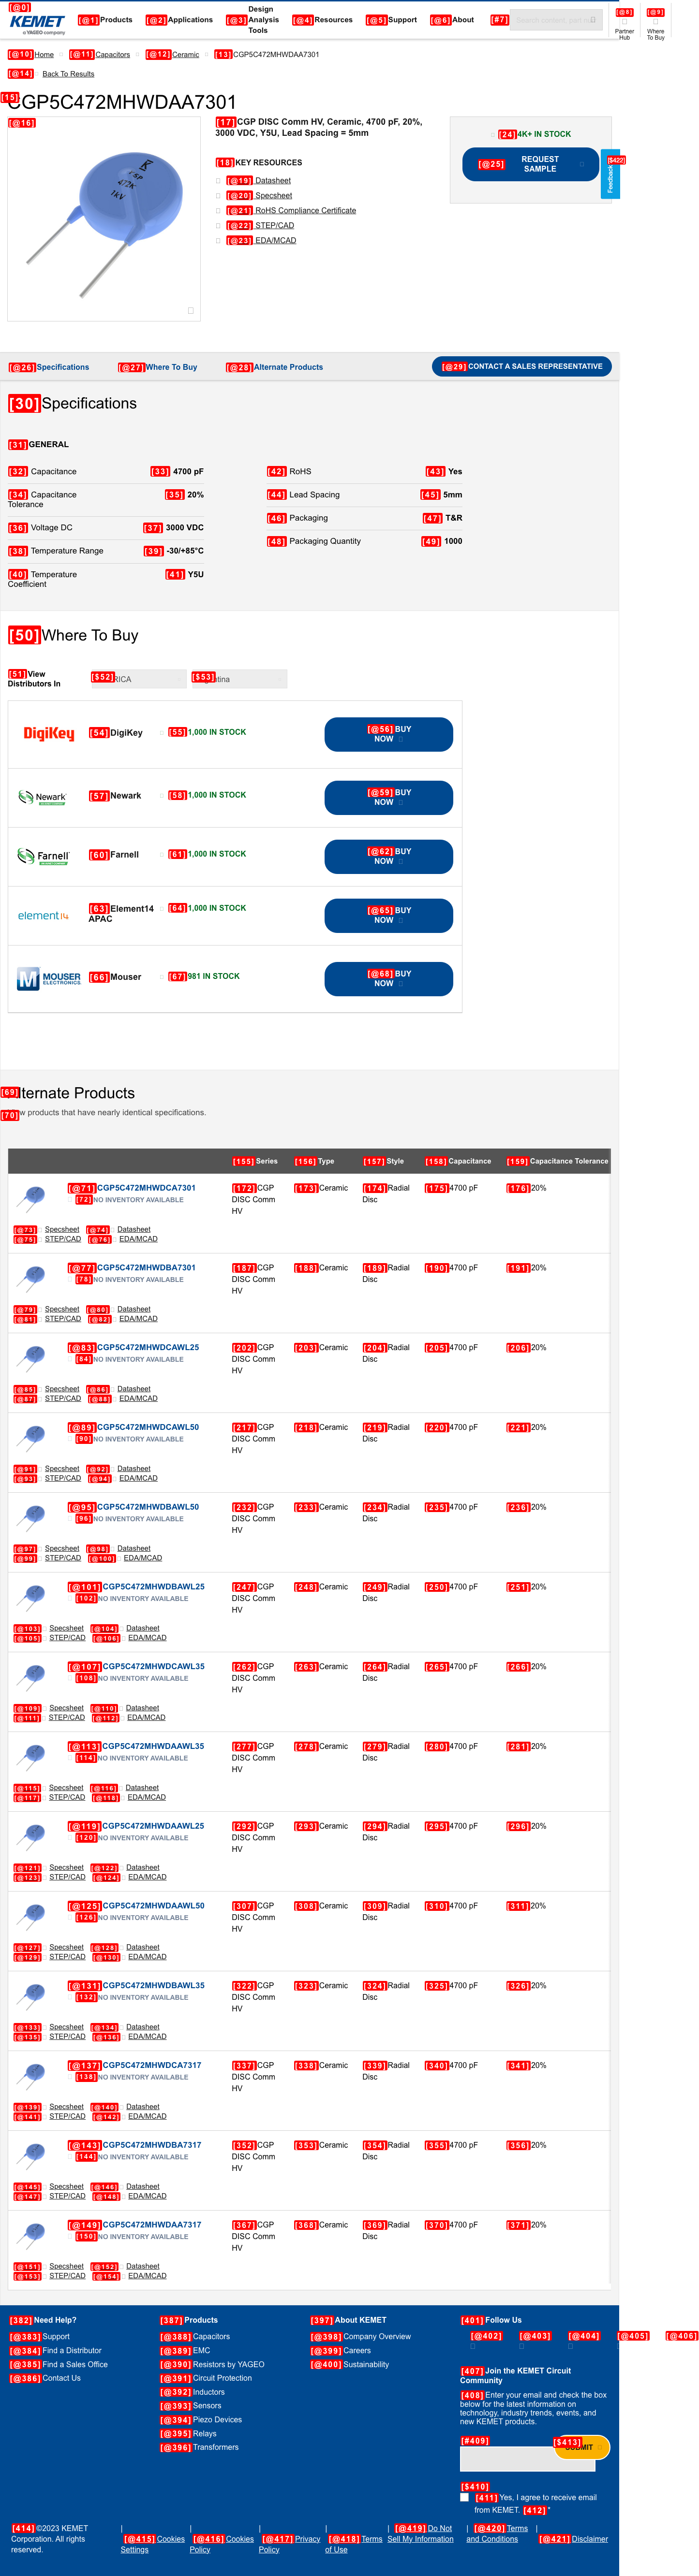 [@0]
KEMET
a YAGEO company
[@1] Products
[@2] Applications
[@3] Design Analysis Tools
[@4] Resources
[@5] Support
[@6] About
[#7]
[@8]
Partner Hub
[@9]
Where To Buy
[@10] Home
[@11] Capacitors
[@12] Ceramic
[13] CGP5C472MHWDAA7301
[@14] Back To Results
[15] CGP5C472MHWDAA7301
[@16]
[17] CGP DISC Comm HV, Ceramic, 4700 pF, 20%,
3000 VDC, Y5U, Lead Spacing = 5mm
[18] KEY RESOURCES
[@19] Datasheet
[@20] Specsheet
[@21] RoHS Compliance Certificate
[@22] STEP/CAD
[@23] EDA/MCAD
[24] 4K+ IN STOCK
[@25] REQUEST SAMPLE
[$422]
Feedback
[@26] Specifications
[@27] Where To Buy
[@28] Alternate Products
[@29] CONTACT A SALES REPRESENTATIVE
[30] Specifications
[31] GENERAL
[32] Capacitance [33] 4700 pF
[34] Capacitance Tolerance [35] 20%
[36] Voltage DC [37] 3000 VDC
[38] Temperature Range [39] -30/+85°C
[40] Temperature Coefficient [41] Y5U
[42] RoHS [43] Yes
[44] Lead Spacing [45] 5mm
[46] Packaging [47] T&R
[48] Packaging Quantity [49] 1000
[50] Where To Buy
[51] View Distributors In
[$52] RICA
[$53] tina
DigiKey [54] DigiKey [55] 1,000 IN STOCK [@56] BUY NOW
Newark [57] Newark [58] 1,000 IN STOCK [@59] BUY NOW
Farnell [60] Farnell [61] 1,000 IN STOCK [@62] BUY NOW
element14 [63] Element14 APAC [64] 1,000 IN STOCK [@65] BUY NOW
MOUSER ELECTRONICS [66] Mouser [67] 981 IN STOCK [@68] BUY NOW
[69] lternate Products
[70] w products that have nearly identical specifications.
[155] Series [156] Type [157] Style [158] Capacitance [159] Capacitance Tolerance
[@71] CGP5C472MHWDCA7301 [172] CGP DISC Comm HV [173] Ceramic [174] Radial Disc [175] 4700 pF [176] 20%
[72] NO INVENTORY AVAILABLE
[@73] Specsheet [@74] Datasheet
[@75] STEP/CAD [@76] EDA/MCAD
[@77] CGP5C472MHWDBA7301 [187] CGP DISC Comm HV [188] Ceramic [189] Radial Disc [190] 4700 pF [191] 20%
[78] NO INVENTORY AVAILABLE
[@79] Specsheet [@80] Datasheet
[@81] STEP/CAD [@82] EDA/MCAD
[@83] CGP5C472MHWDCAWL25 [202] CGP DISC Comm HV [203] Ceramic [204] Radial Disc [205] 4700 pF [206] 20%
[84] NO INVENTORY AVAILABLE
[@85] Specsheet [@86] Datasheet
[@87] STEP/CAD [@88] EDA/MCAD
[@89] CGP5C472MHWDCAWL50 [217] CGP DISC Comm HV [218] Ceramic [219] Radial Disc [220] 4700 pF [221] 20%
[90] NO INVENTORY AVAILABLE
[@91] Specsheet [@92] Datasheet
[@93] STEP/CAD [@94] EDA/MCAD
[@95] CGP5C472MHWDBAWL50 [232] CGP DISC Comm HV [233] Ceramic [234] Radial Disc [235] 4700 pF [236] 20%
[96] NO INVENTORY AVAILABLE
[@97] Specsheet [@98] Datasheet
[@99] STEP/CAD [@100] EDA/MCAD
[@101] CGP5C472MHWDBAWL25 [247] CGP DISC Comm HV [248] Ceramic [249] Radial Disc [250] 4700 pF [251] 20%
[102] NO INVENTORY AVAILABLE
[@103] Specsheet [@104] Datasheet
[@105] STEP/CAD [@106] EDA/MCAD
[@107] CGP5C472MHWDCAWL35 [262] CGP DISC Comm HV [263] Ceramic [264] Radial Disc [265] 4700 pF [266] 20%
[108] NO INVENTORY AVAILABLE
[@109] Specsheet [@110] Datasheet
[@111] STEP/CAD [@112] EDA/MCAD
[@113] CGP5C472MHWDAAWL35 [277] CGP DISC Comm HV [278] Ceramic [279] Radial Disc [280] 4700 pF [281] 20%
[114] NO INVENTORY AVAILABLE
[@115] Specsheet [@116] Datasheet
[@117] STEP/CAD [@118] EDA/MCAD
[@119] CGP5C472MHWDAAWL25 [292] CGP DISC Comm HV [293] Ceramic [294] Radial Disc [295] 4700 pF [296] 20%
[120] NO INVENTORY AVAILABLE
[@121] Specsheet [@122] Datasheet
[@123] STEP/CAD [@124] EDA/MCAD
[@125] CGP5C472MHWDAAWL50 [307] CGP DISC Comm HV [308] Ceramic [309] Radial Disc [310] 4700 pF [311] 20%
[126] NO INVENTORY AVAILABLE
[@127] Specsheet [@128] Datasheet
[@129] STEP/CAD [@130] EDA/MCAD
[@131] CGP5C472MHWDBAWL35 [322] CGP DISC Comm HV [323] Ceramic [324] Radial Disc [325] 4700 pF [326] 20%
[132] NO INVENTORY AVAILABLE
[@133] Specsheet [@134] Datasheet
[@135] STEP/CAD [@136] EDA/MCAD
[@137] CGP5C472MHWDCA7317 [337] CGP DISC Comm HV [338] Ceramic [339] Radial Disc [340] 4700 pF [341] 20%
[138] NO INVENTORY AVAILABLE
[@139] Specsheet [@140] Datasheet
[@141] STEP/CAD [@142] EDA/MCAD
[@143] CGP5C472MHWDBA7317 [352] CGP DISC Comm HV [353] Ceramic [354] Radial Disc [355] 4700 pF [356] 20%
[144] NO INVENTORY AVAILABLE
[@145] Specsheet [@146] Datasheet
[@147] STEP/CAD [@148] EDA/MCAD
[@149] CGP5C472MHWDAA7317 [367] CGP DISC Comm HV [368] Ceramic [369] Radial Disc [370] 4700 pF [371] 20%
[150] NO INVENTORY AVAILABLE
[@151] Specsheet [@152] Datasheet
[@153] STEP/CAD [@154] EDA/MCAD
[382] Need Help?
[@383] Support
[@384] Find a Distributor
[@385] Find a Sales Office
[@386] Contact Us
[387] Products
[@388] Capacitors
[@389] EMC
[@390] Resistors by YAGEO
[@391] Circuit Protection
[@392] Inductors
[@393] Sensors
[@394] Piezo Devices
[@395] Relays
[@396] Transformers
[397] About KEMET
[@398] Company Overview
[@399] Careers
[@400] Sustainability
[401] Follow Us
[@402] [@403] [@404] [@405] [@406]
[407] Join the KEMET Circuit
Community
[408] Enter your email and check the box
below for the latest information on
technology, industry trends, events, and
new KEMET products.
[#409]
[$413] SUBMIT
[$410]
[411] Yes, I agree to receive email
from KEMET. [412] *
[414] ©2023 KEMET
Corporation. All rights
reserved.
| [@415] Cookies Settings
| [@416] Cookies Policy
| [@417] Privacy Policy
| [@418] Terms of Use
| [@419] Do Not Sell My Information
| [@420] Terms and Conditions
| [@421] Disclaimer